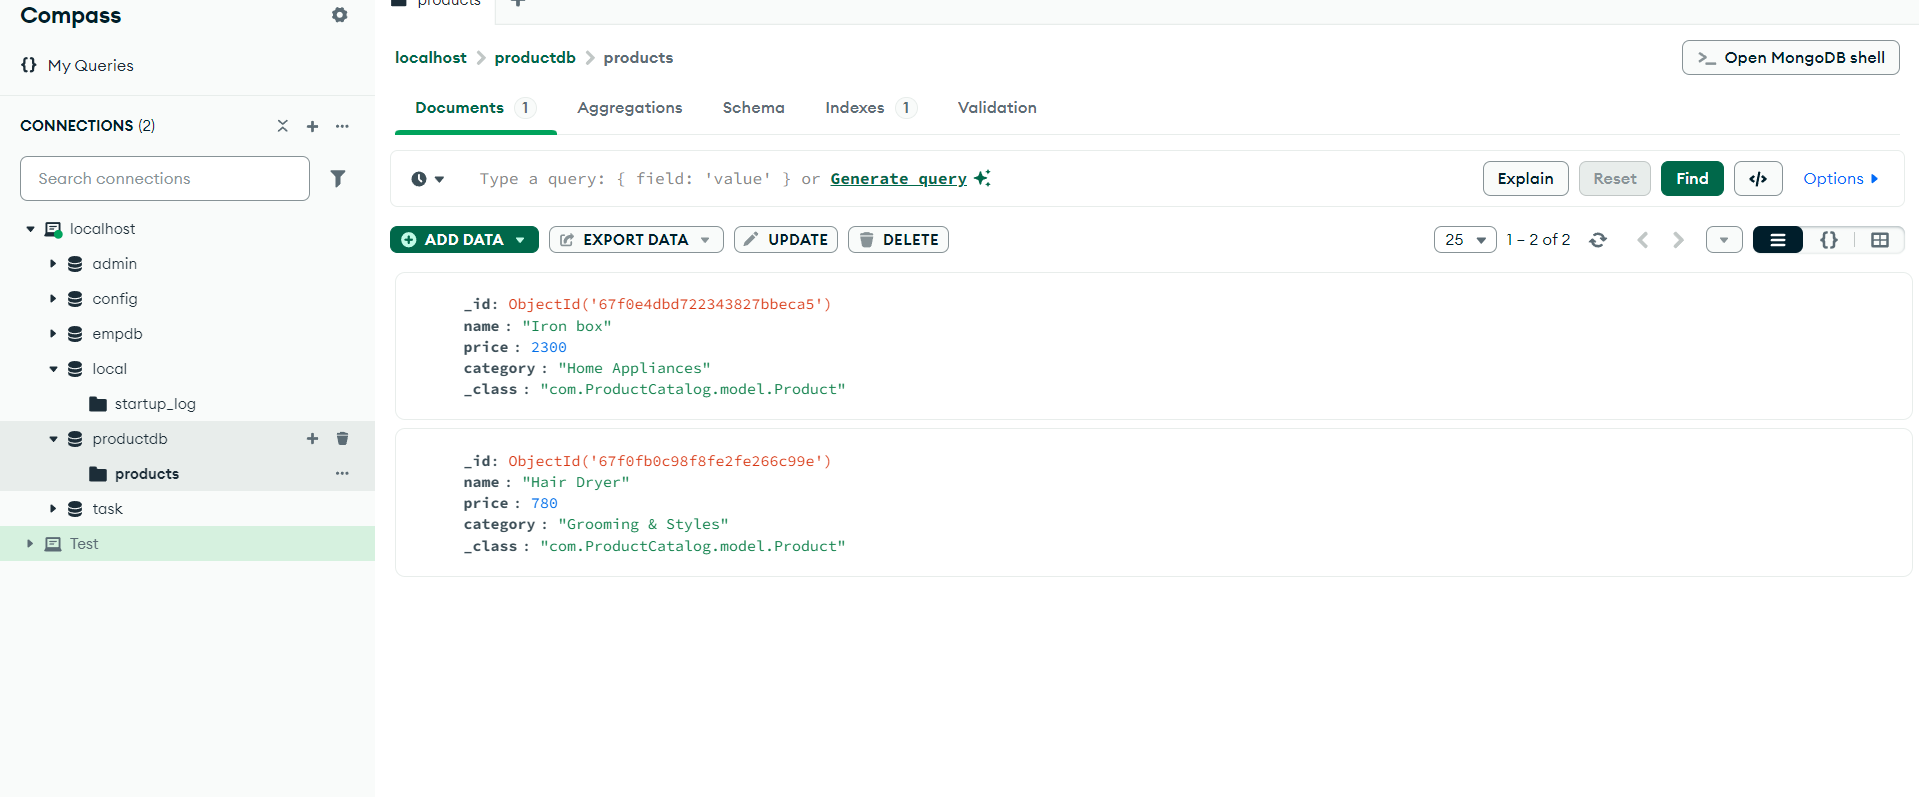 Compass
My Queries
CONNECTIONS (2)
Search connections
localhost
admin
config
empdb
local
startup_log
productdb
products
task
Test
products
localhost > productdb > products
>_ Open MongoDB shell
Documents 1 Aggregations Schema Indexes 1 Validation
Type a query: { field: 'value' } or Generate query
Explain Reset Find </> Options
ADD DATA EXPORT DATA UPDATE DELETE
25 1 – 2 of 2 {}
_id: ObjectId('67f0e4dbd722343827bbeca5')
name : "Iron box"
price : 2300
category : "Home Appliances"
_class : "com.ProductCatalog.model.Product"
_id: ObjectId('67f0fb0c98f8fe2fe266c99e')
name : "Hair Dryer"
price : 780
category : "Grooming & Styles"
_class : "com.ProductCatalog.model.Product"